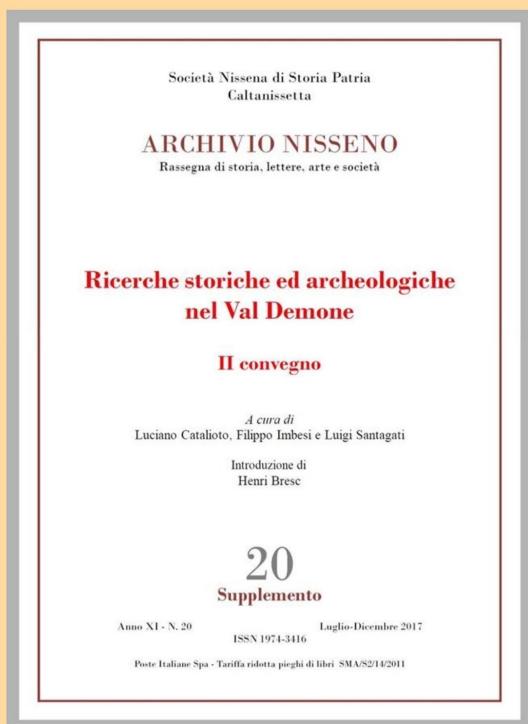 Società Nissena di Storia Patria
Caltanissetta
ARCHIVIO NISSENO
Rassegna di storia, lettere, arte e società
Ricerche storiche ed archeologiche
nel Val Demone
II convegno
A cura di
Luciano Catalioto, Filippo Imbesi e Luigi Santagati
Introduzione di
Henri Bresc
20
Supplemento
Anno XI - N. 20 Luglio-Dicembre 2017
ISSN 1974-3416
Poste Italiane Spa - Tariffa ridotta pieghi di libri SMA/S2/14/2011